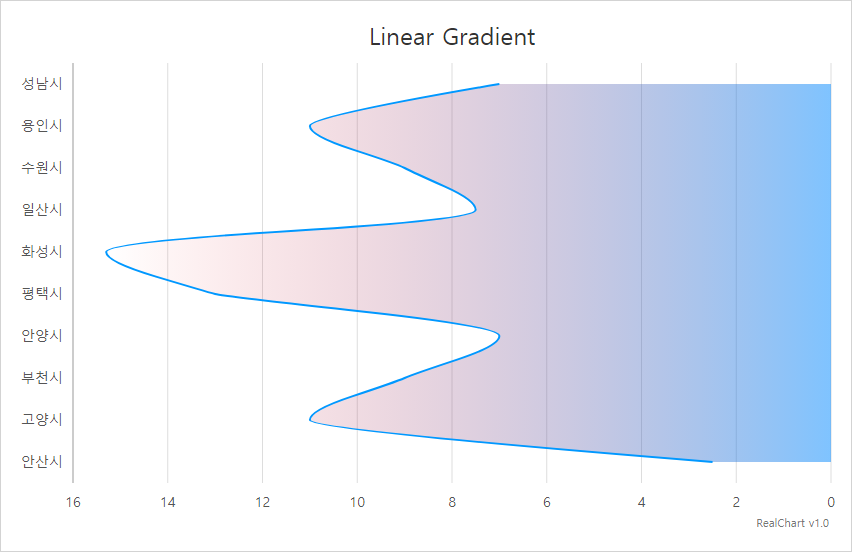 Linear Gradient
성남시
용인시
수원시
일산시
화성시
평택시
안양시
부천시
고양시
안산시
16 14 12 10 8 6 4 2 0
RealChart v1.0